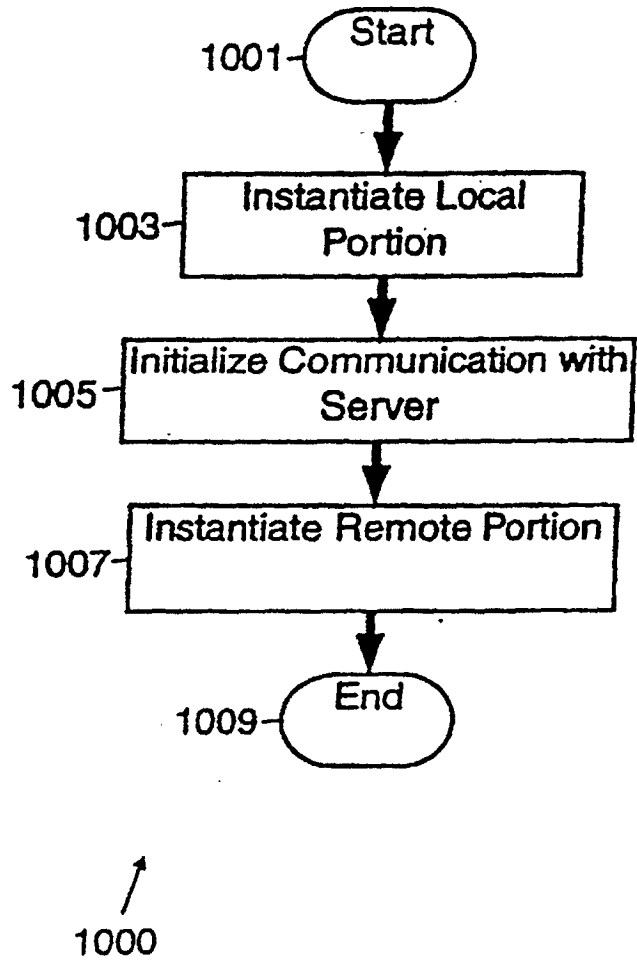 Start
1001
Instantiate Local
Portion
1003
Initialize Communication with
Server
1005
Instantiate Remote Portion
1007
End
1009
1000